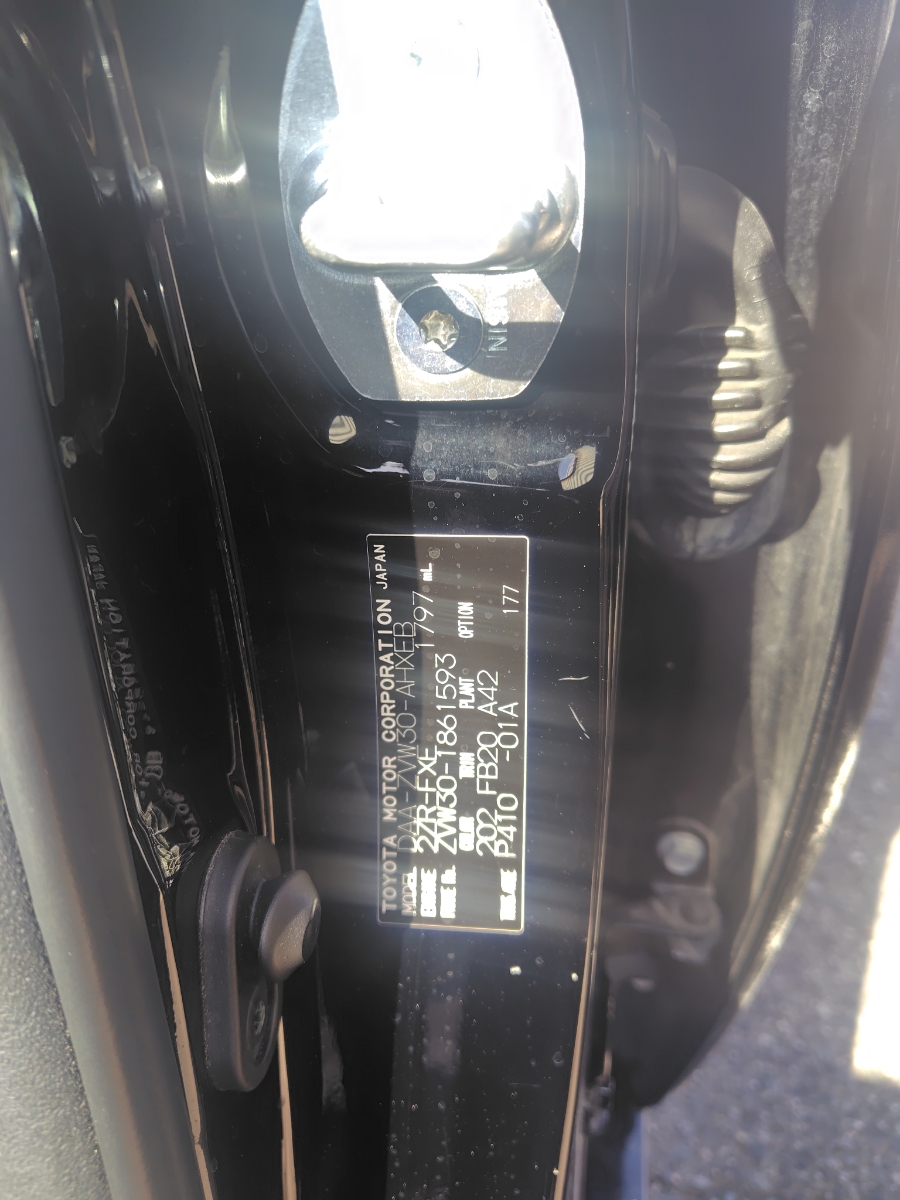 TOYOTA MOTOR CORPORATION JAPAN
MODEL DAA-ZVW30-AHXEB
ENGINE 2ZR-FXE 1797 mL
FRAME No. ZVW30-1861593
COLOR TRIM PLANT OPTION
202 FB20 A42
TRANS./AXLE P410 -01A 177